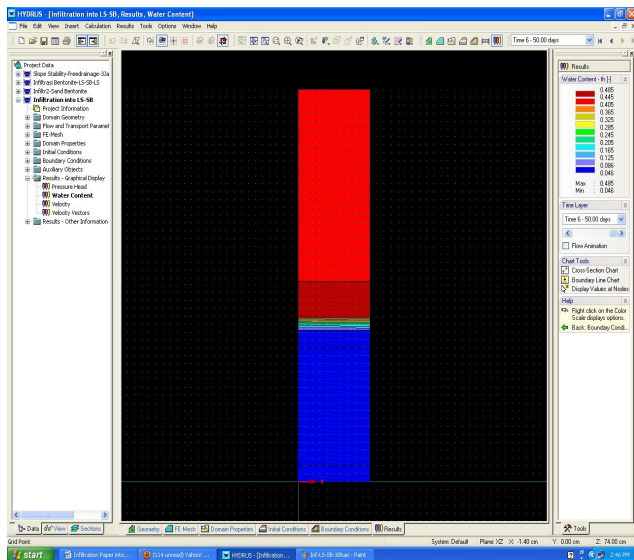 HYDRUS - [Infiltration into LS-SB, Results, Water Content]
File Edit View Insert Calculation Results Tools Options Window Help
Time 6 - 50.00 days
Project Data
Slope Stability-freedrainage-33a
Infiltrasi Bentonite-LS-SB-LS
Infiltr2-Sand Bentonite
Infiltration into LS-SB
Project Information
Domain Geometry
Flow and Transport Paramet
FE-Mesh
Domain Properties
Initial Conditions
Boundary Conditions
Auxiliary Objects
Results - Graphical Display
Pressure Head
Water Content
Velocity
Velocity Vectors
Results - Other Information
Results
Water Content - th [-]
0.485
0.445
0.405
0.365
0.325
0.285
0.245
0.205
0.165
0.125
0.086
0.046
Max : 0.485
Min : 0.046
Time Layer
Time 6 - 50.00 days
Flow Animation
Chart Tools
Cross-Section Chart
Boundary Line Chart
Display Values at Nodes
Help
Right click on the Color
Scale displays options.
Back: Boundary Condi...
Data View Sections
Geometry FE-Mesh Domain Properties Initial Conditions Boundary Conditions Results
Tools
Grid Point
System: Default Plane: XZ X: -1.40 cm Y: 0.00 cm Z: 74.00 cm
start
Infiltration Paper into...
(114 unread) Yahoo! ...
HYDRUS - [Infiltration...
Inf-LS-SB-30hari - Paint
2:46 PM